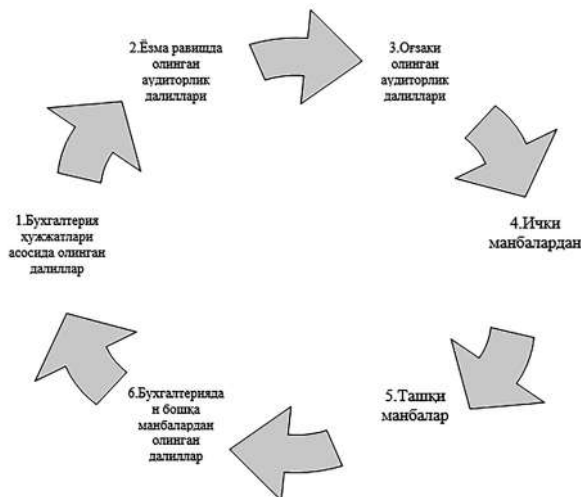 1.Бухгалтерия
ҳужжатлари
асосида олинган
далиллар
2.Ёзма равишда
олинган
аудиторлик
далиллари
3.Оғзаки
олинган
аудиторлик
далиллари
4.Ички
манбалардан
5.Ташқи
манбалар
6.Бухгалтерияда
н бошқа
манбалардан
олинган
далиллар